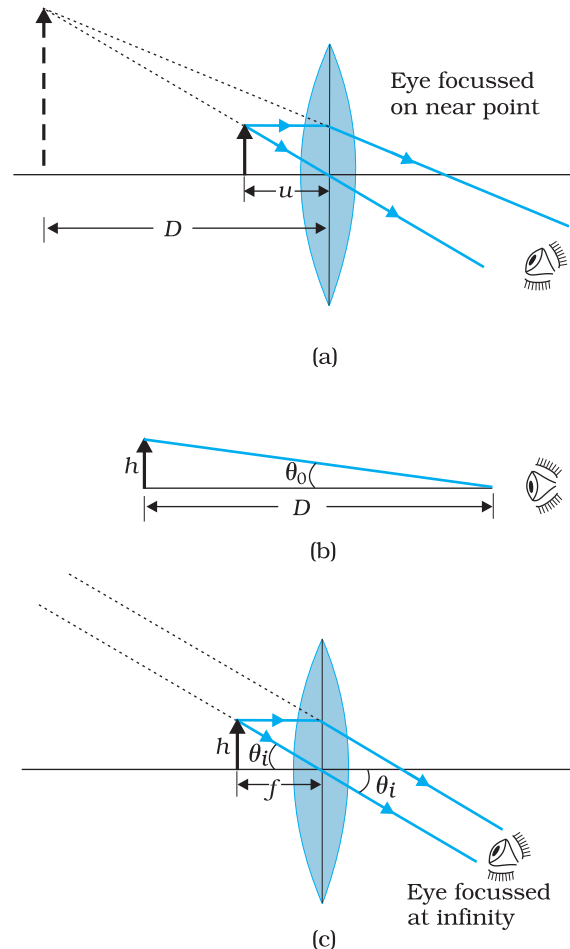 Eye focussed
on near point
u
D
(a)
h
θ₀
D
(b)
h
θi
f
θi
Eye focussed
at infinity
(c)